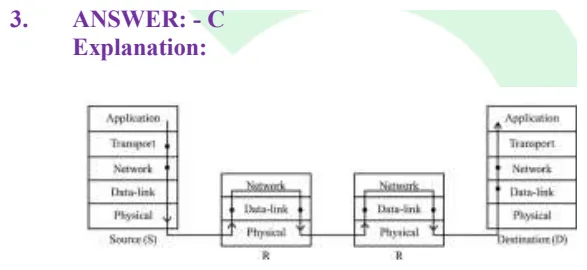 3. ANSWER: - C
Explanation:
Application
Transport
Network
Data-link
Physical
Source (S)
Network
Data-link
Physical
R
Network
Data-link
Physical
R
Application
Transport
Network
Data-link
Physical
Destination (D)